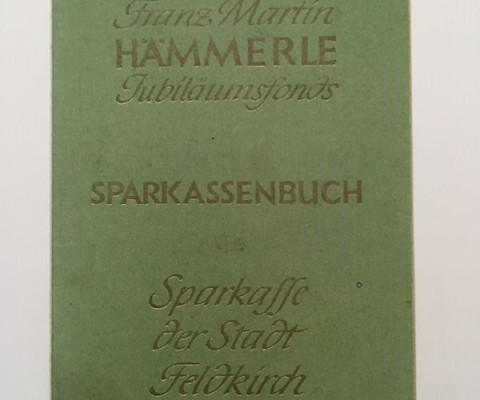 Franz Martin
HÄMMERLE
Jubiläumsfonds
SPARKASSENBUCH
Sparkaſſe
der Stadt
Feldkirch